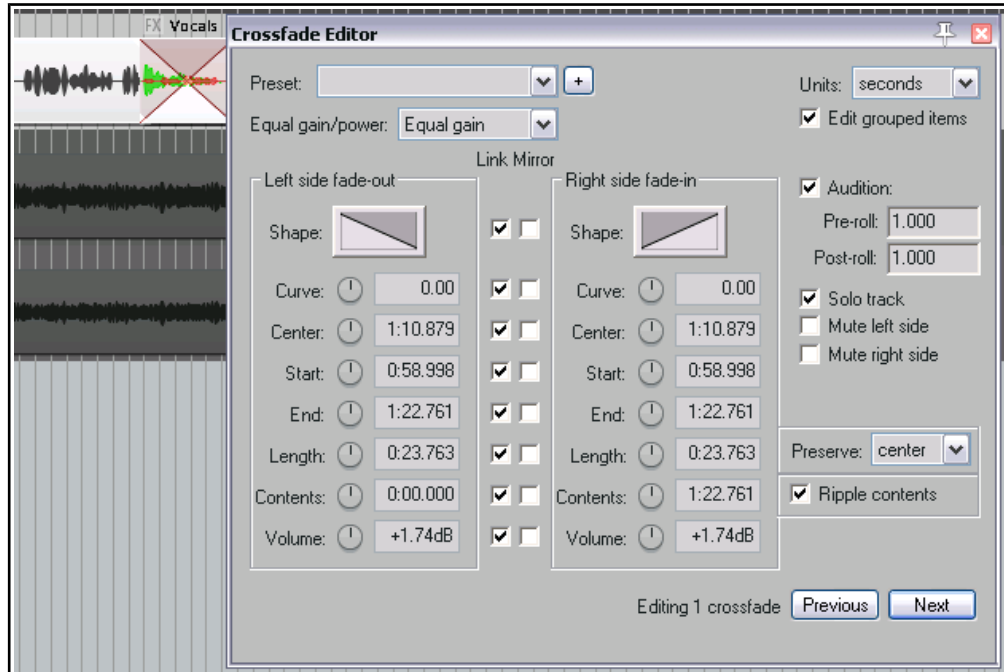 FX Vocals
Crossfade Editor
Preset:
+
Units: seconds
Equal gain/power: Equal gain
Edit grouped items
Link Mirror
Left side fade-out
Right side fade-in
Audition:
Shape:
Shape:
Pre-roll: 1.000
Post-roll: 1.000
Curve: 0.00
Curve: 0.00
Solo track
Center: 1:10.879
Center: 1:10.879
Mute left side
Mute right side
Start: 0:58.998
Start: 0:58.998
End: 1:22.761
End: 1:22.761
Length: 0:23.763
Length: 0:23.763
Preserve: center
Contents: 0:00.000
Contents: 1:22.761
Ripple contents
Volume: +1.74dB
Volume: +1.74dB
Editing 1 crossfade Previous Next